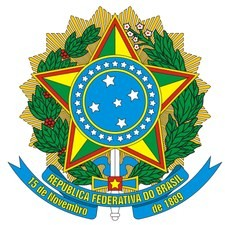 REPÚBLICA FEDERATIVA DO BRASIL
15 de Novembro
de 1889